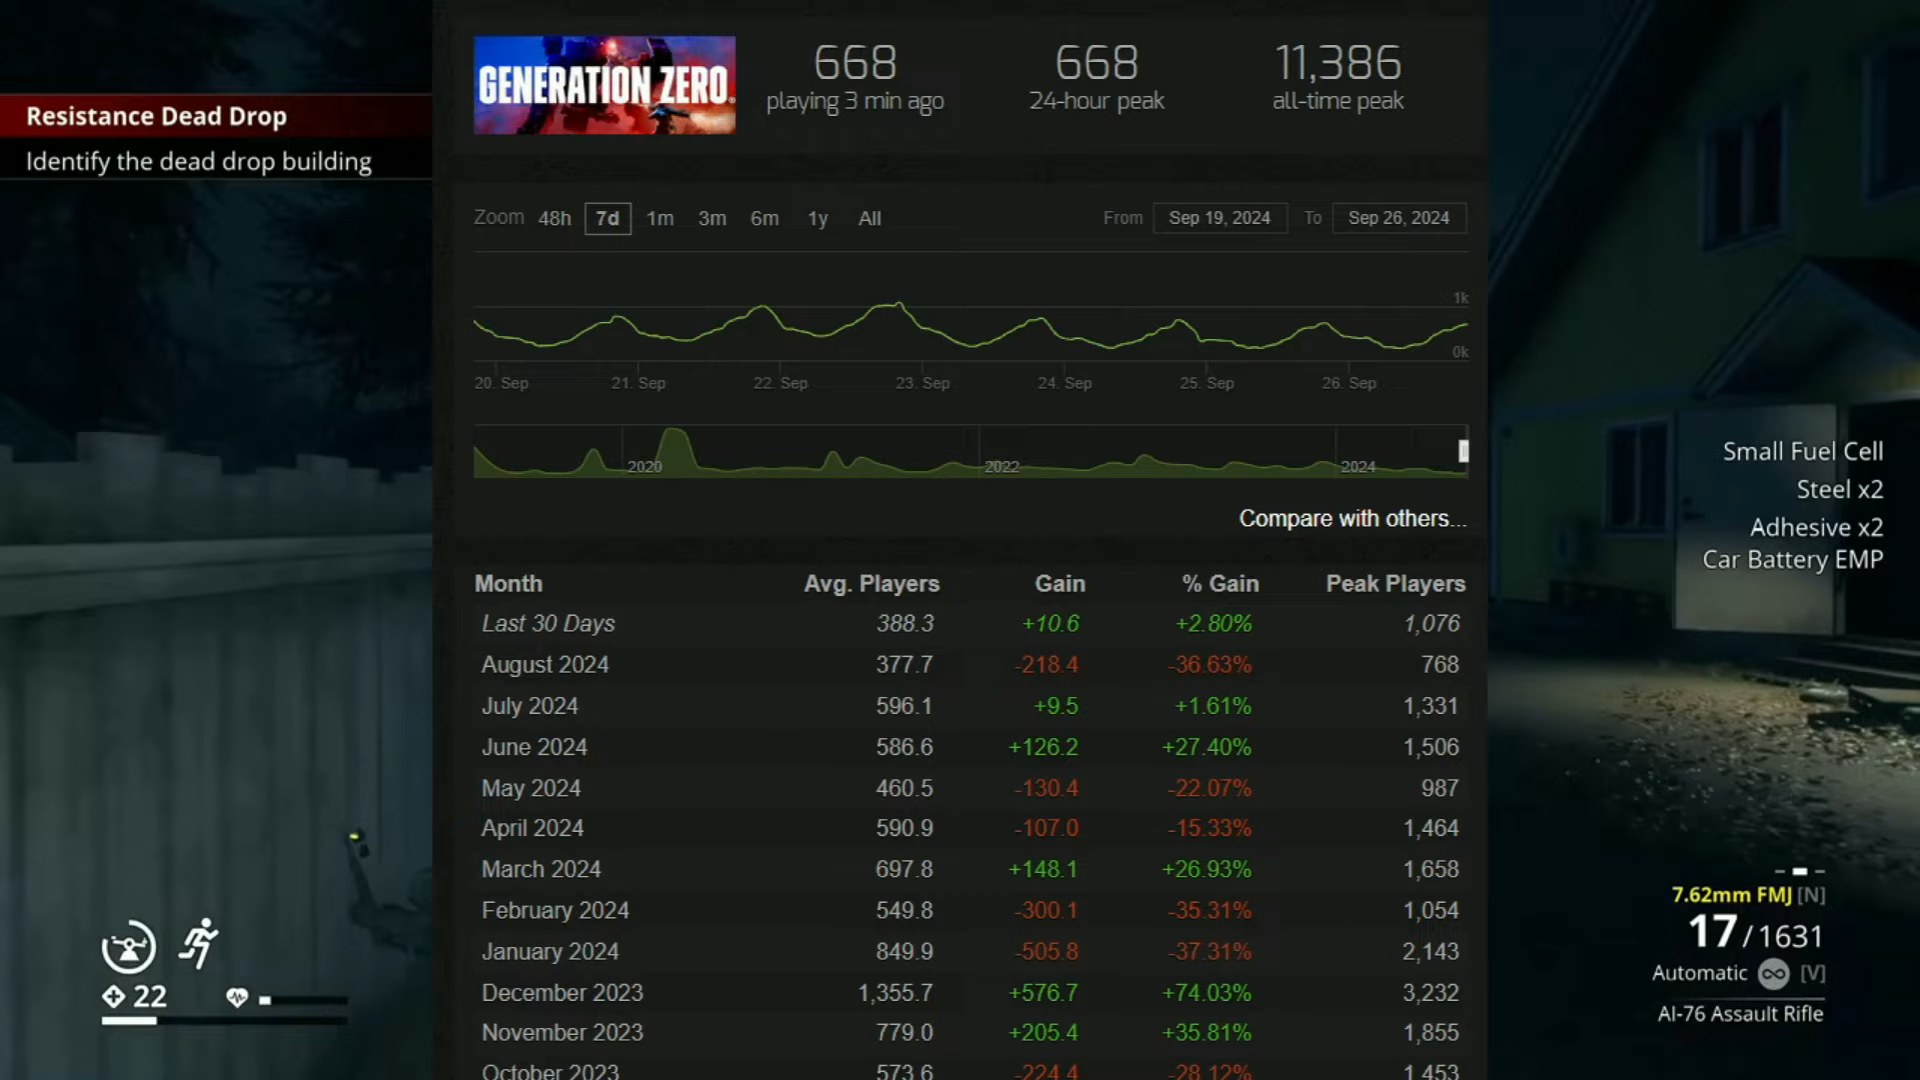 Resistance Dead Drop
Identify the dead drop building
GENERATION ZERO
668
playing 3 min ago
668
24-hour peak
11,386
all-time peak
Zoom 48h 7d 1m 3m 6m 1y All
From Sep 19, 2024 To Sep 26, 2024
1k
0k
20. Sep 21. Sep 22. Sep 23. Sep 24. Sep 25. Sep 26. Sep
2020 2022 2024
Compare with others...
Month Avg. Players Gain % Gain Peak Players
Last 30 Days 388.3 +10.6 +2.80% 1,076
August 2024 377.7 -218.4 -36.63% 768
July 2024 596.1 +9.5 +1.61% 1,331
June 2024 586.6 +126.2 +27.40% 1,506
May 2024 460.5 -130.4 -22.07% 987
April 2024 590.9 -107.0 -15.33% 1,464
March 2024 697.8 +148.1 +26.93% 1,658
February 2024 549.8 -300.1 -35.31% 1,054
January 2024 849.9 -505.8 -37.31% 2,143
December 2023 1,355.7 +576.7 +74.03% 3,232
November 2023 779.0 +205.4 +35.81% 1,855
October 2023 573.6 -224.4 -28.12% 1,453
Small Fuel Cell
Steel x2
Adhesive x2
Car Battery EMP
22
7.62mm FMJ [N]
17/1631
Automatic [V]
AI-76 Assault Rifle